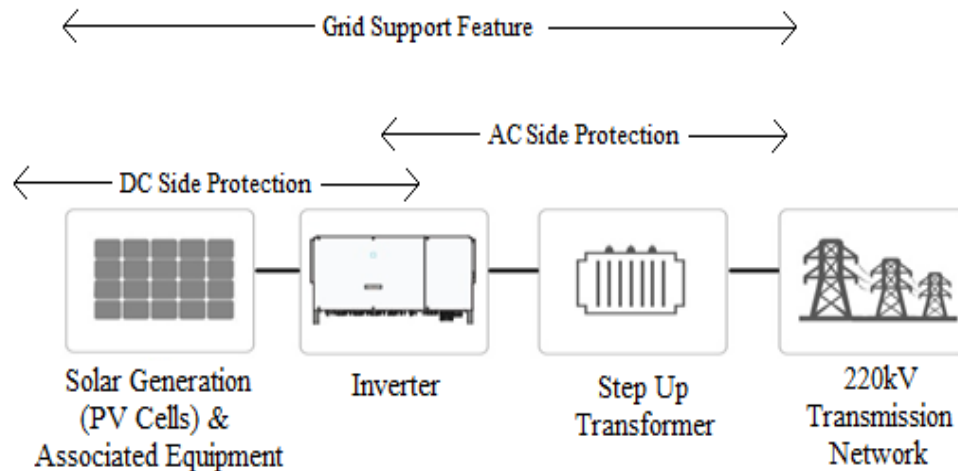 Grid Support Feature
AC Side Protection
DC Side Protection
Solar Generation
(PV Cells) &
Associated Equipment
Inverter
Step Up
Transformer
220kV
Transmission
Network